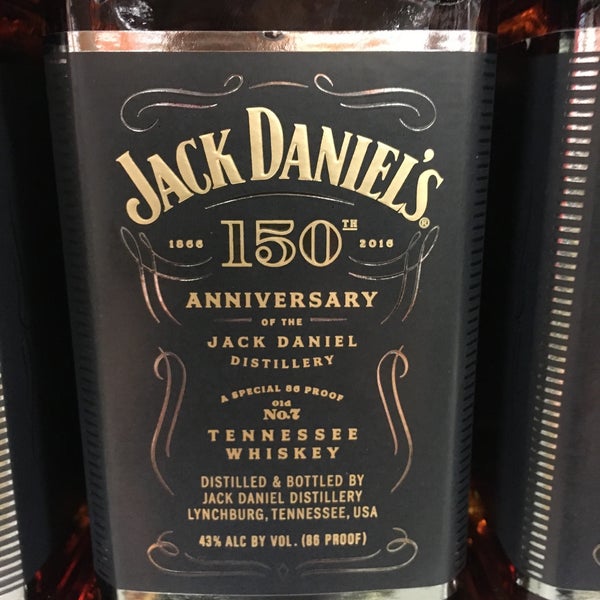 JACK DANIEL'S®
1866 150TH 2016
ANNIVERSARY
OF THE
JACK DANIEL
DISTILLERY
A SPECIAL 86 PROOF
Old
No.7
TENNESSEE
WHISKEY
DISTILLED & BOTTLED BY
JACK DANIEL DISTILLERY
LYNCHBURG, TENNESSEE, USA
43% ALC BY VOL. (86 PROOF)